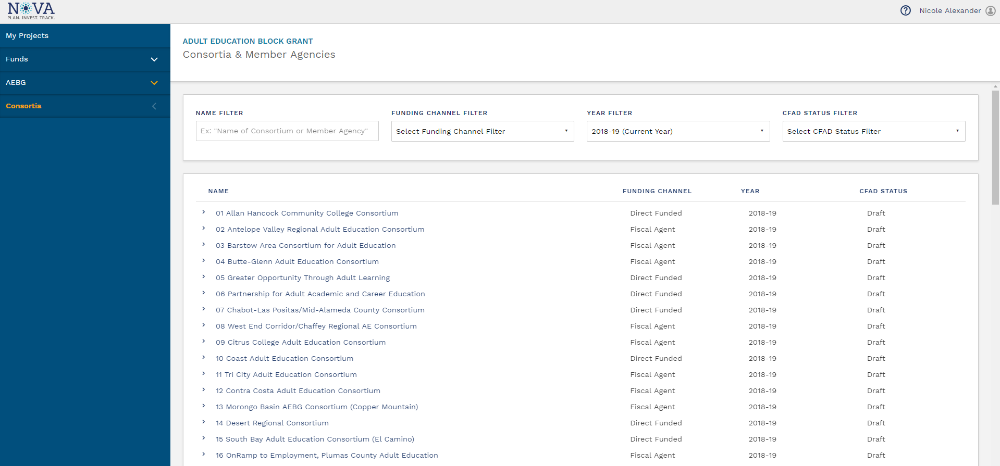 NOVA
PLAN. INVEST. TRACK.
Nicole Alexander
My Projects
Funds
AEBG
Consortia
ADULT EDUCATION BLOCK GRANT
Consortia & Member Agencies
NAME FILTER FUNDING CHANNEL FILTER YEAR FILTER CFAD STATUS FILTER
Ex: "Name of Consortium or Member Agency" Select Funding Channel Filter 2018-19 (Current Year) Select CFAD Status Filter
NAME FUNDING CHANNEL YEAR CFAD STATUS
01 Allan Hancock Community College Consortium Direct Funded 2018-19 Draft
02 Antelope Valley Regional Adult Education Consortium Fiscal Agent 2018-19 Draft
03 Barstow Area Consortium for Adult Education Fiscal Agent 2018-19 Draft
04 Butte-Glenn Adult Education Consortium Fiscal Agent 2018-19 Draft
05 Greater Opportunity Through Adult Learning Direct Funded 2018-19 Draft
06 Partnership for Adult Academic and Career Education Direct Funded 2018-19 Draft
07 Chabot-Las Positas/Mid-Alameda County Consortium Direct Funded 2018-19 Draft
08 West End Corridor/Chaffey Regional AE Consortium Fiscal Agent 2018-19 Draft
09 Citrus College Adult Education Consortium Fiscal Agent 2018-19 Draft
10 Coast Adult Education Consortium Direct Funded 2018-19 Draft
11 Tri City Adult Education Consortium Fiscal Agent 2018-19 Draft
12 Contra Costa Adult Education Consortium Fiscal Agent 2018-19 Draft
13 Morongo Basin AEBG Consortium (Copper Mountain) Fiscal Agent 2018-19 Draft
14 Desert Regional Consortium Direct Funded 2018-19 Draft
15 South Bay Adult Education Consortium (El Camino) Direct Funded 2018-19 Draft
16 OnRamp to Employment, Plumas County Adult Education Fiscal Agent 2018-19 Draft